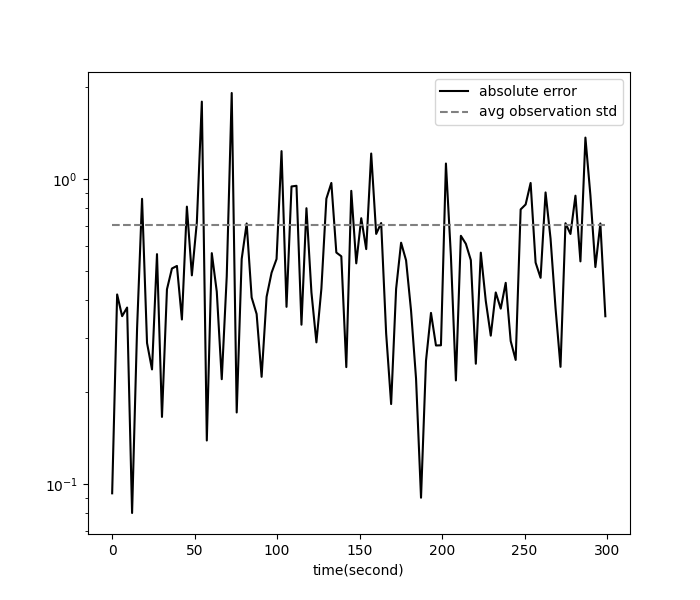 absolute error
avg observation std
10⁰
10⁻¹
0 50 100 150 200 250 300
time(second)